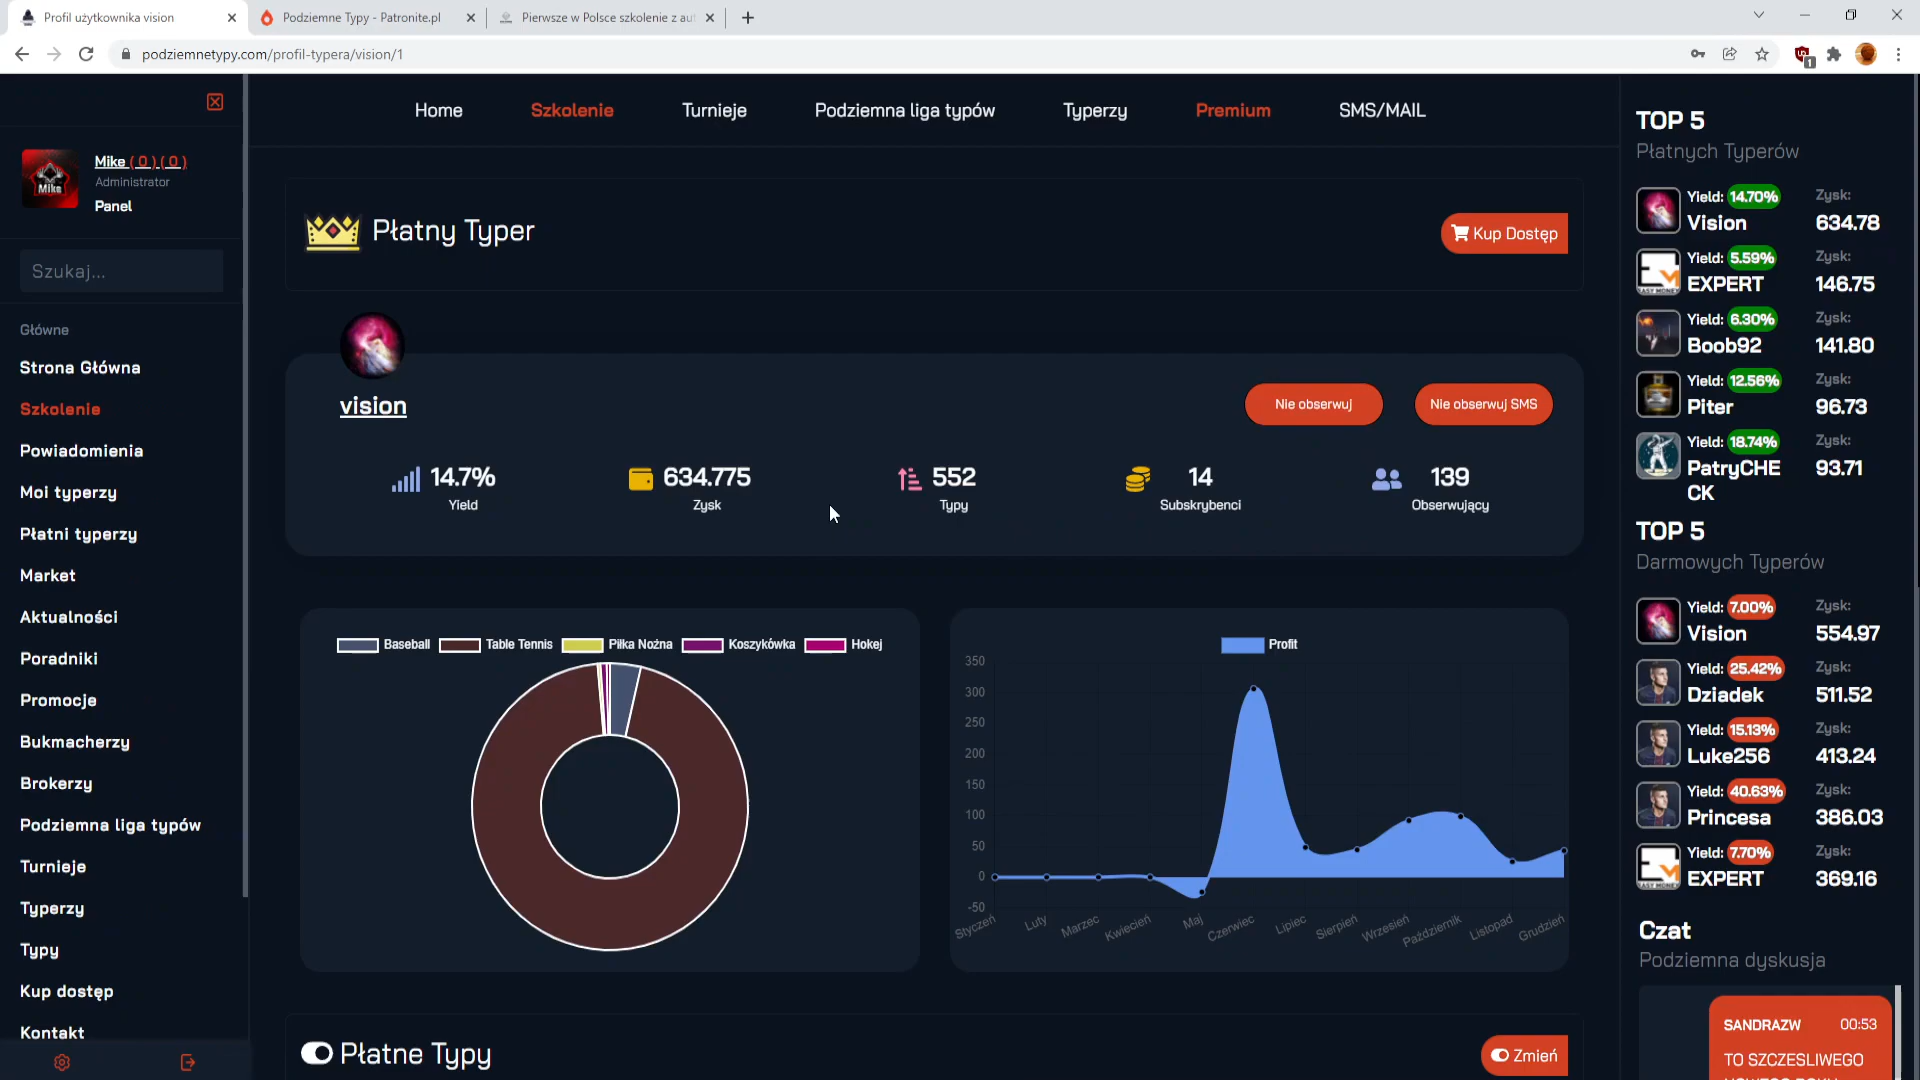 Profil użytkownika vision
Podziemne Typy - Patronite.pl
Pierwsze w Polsce szkolenie z aut
podziemnetypy.com/profil-typera/vision/1
1
Mike ( 0 ) ( 0 )
Administrator
Panel
Szukaj...
Główne
Strona Główna
Szkolenie
Powiadomienia
Moi typerzy
Płatni typerzy
Market
Aktualności
Poradniki
Promocje
Bukmacherzy
Brokerzy
Podziemna liga typów
Turnieje
Typerzy
Typy
Kup dostęp
Kontakt
Home
Szkolenie
Turnieje
Podziemna liga typów
Typerzy
Premium
SMS/MAIL
Płatny Typer
Kup Dostęp
vision
Nie obserwuj
Nie obserwuj SMS
14.7%
Yield
634.775
Zysk
552
Typy
14
Subskrybenci
139
Obserwujący
Baseball
Table Tennis
Piłka Nożna
Koszykówka
Hokej
Profit
350
300
250
200
150
100
50
0
-50
Styczeń
Luty
Marzec
Kwiecień
Maj
Czerwiec
Lipiec
Sierpień
Wrzesień
Październik
Listopad
Grudzień
Płatne Typy
Zmień
TOP 5
Płatnych Typerów
Yield: 14.70% Zysk:
Vision 634.78
Yield: 5.59% Zysk:
EXPERT 146.75
Yield: 6.30% Zysk:
Boob92 141.80
Yield: 12.56% Zysk:
Piter 96.73
Yield: 18.74% Zysk:
PatryCHE 93.71
CK
TOP 5
Darmowych Typerów
Yield: 7.00% Zysk:
Vision 554.97
Yield: 25.42% Zysk:
Dziadek 511.52
Yield: 15.13% Zysk:
Luke256 413.24
Yield: 40.63% Zysk:
Princesa 386.03
Yield: 7.70% Zysk:
EXPERT 369.16
Czat
Podziemna dyskusja
SANDRAZW 00:53
TO SZCZESLIWEGO